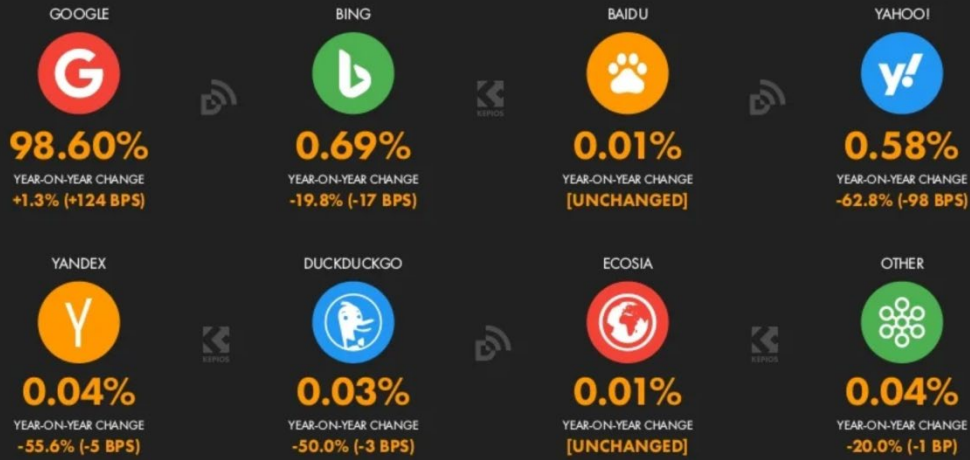 GOOGLE
BING
BAIDU
YAHOO!
98.60%
0.69%
0.01%
0.58%
YEAR-ON-YEAR CHANGE
YEAR-ON-YEAR CHANGE
YEAR-ON-YEAR CHANGE
YEAR-ON-YEAR CHANGE
+1.3% (+124 BPS)
-19.8% (-17 BPS)
[UNCHANGED]
-62.8% (-98 BPS)
KEPIOS
YANDEX
DUCKDUCKGO
ECOSIA
OTHER
0.04%
0.03%
0.01%
0.04%
YEAR-ON-YEAR CHANGE
YEAR-ON-YEAR CHANGE
YEAR-ON-YEAR CHANGE
YEAR-ON-YEAR CHANGE
-55.6% (-5 BPS)
-50.0% (-3 BPS)
[UNCHANGED]
-20.0% (-1 BP)
KEPIOS
KEPIOS